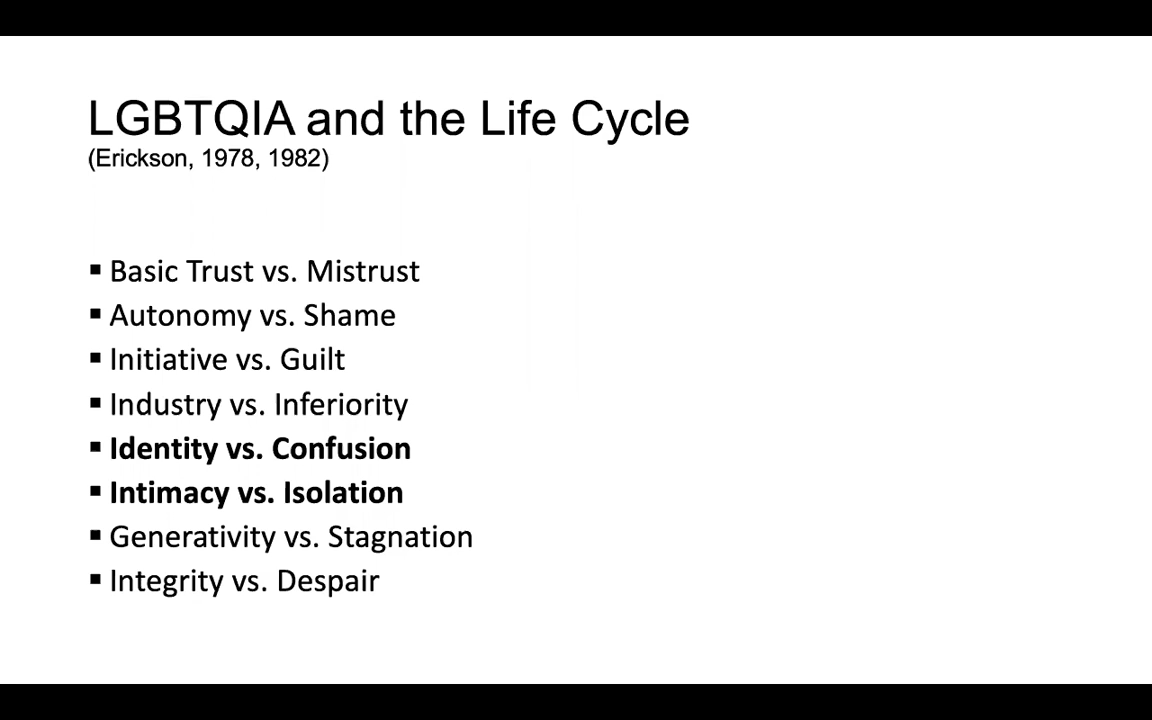 LGBTQIA and the Life Cycle
(Erickson, 1978, 1982)
▪ Basic Trust vs. Mistrust
▪ Autonomy vs. Shame
▪ Initiative vs. Guilt
▪ Industry vs. Inferiority
▪ Identity vs. Confusion
▪ Intimacy vs. Isolation
▪ Generativity vs. Stagnation
▪ Integrity vs. Despair